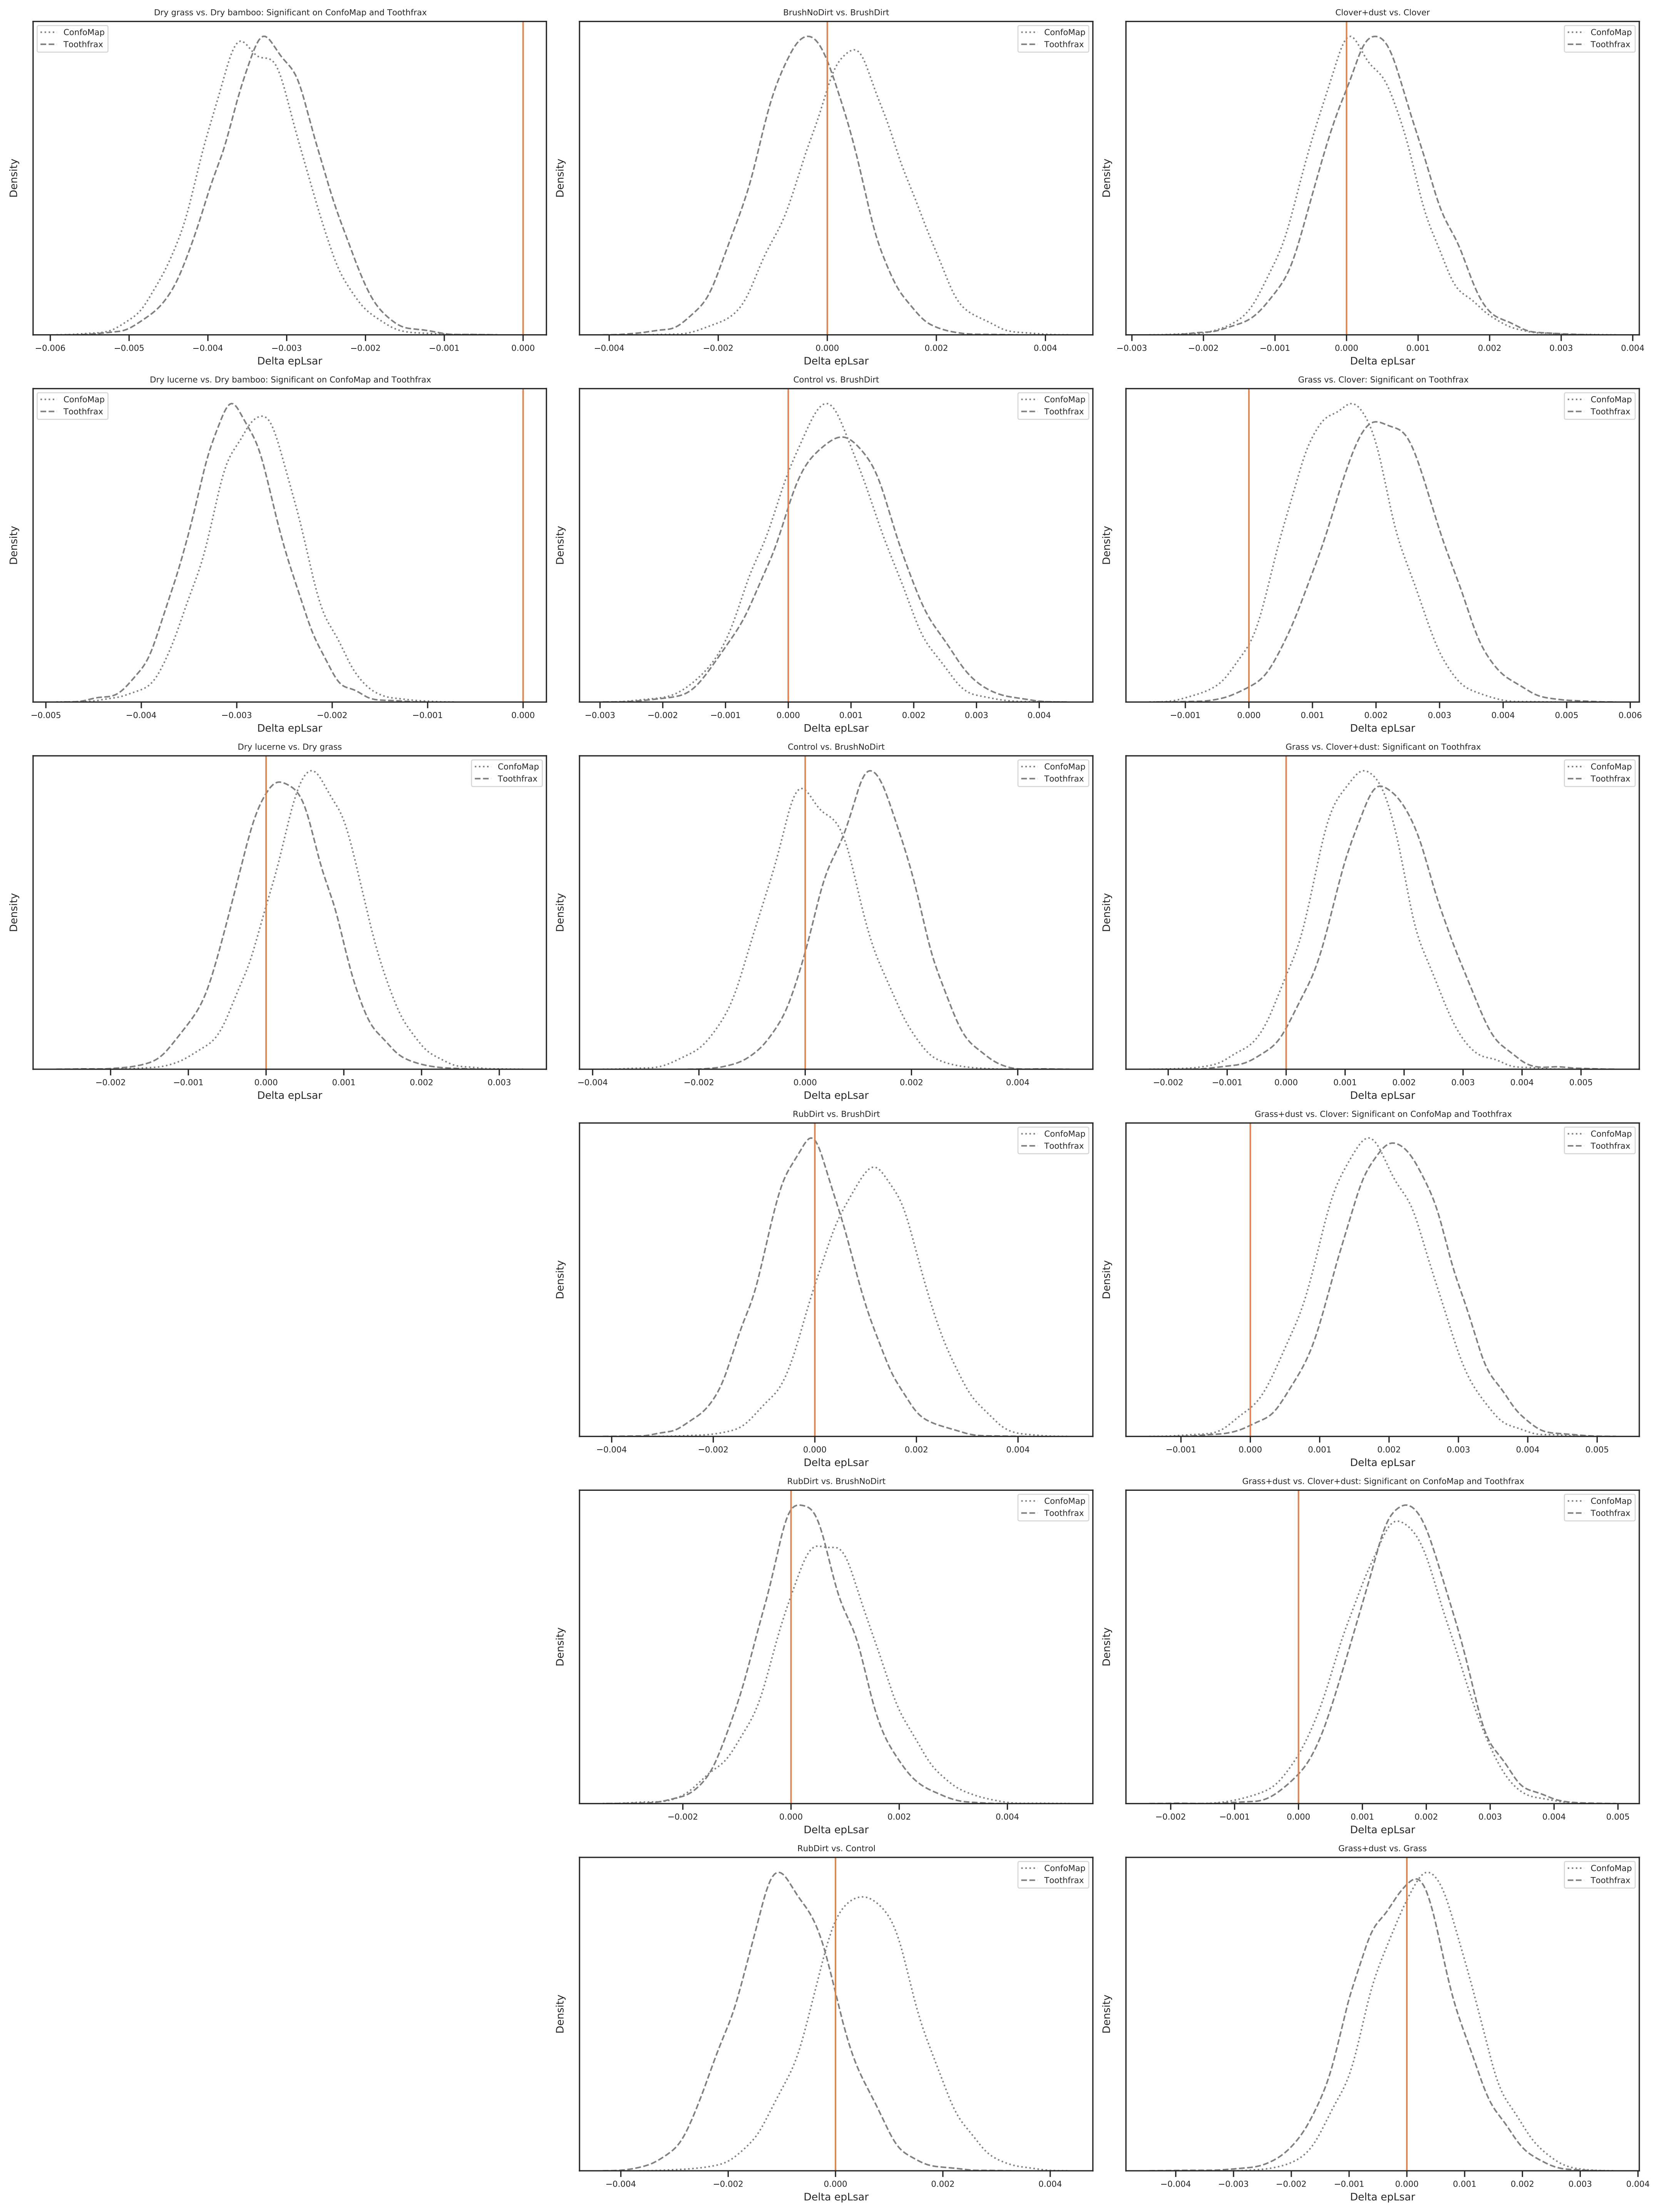 Dry grass vs. Dry bamboo: Significant on ConfoMap and Toothfrax
ConfoMap
Toothfrax
Density
−0.006 −0.005 −0.004 −0.003 −0.002 −0.001 0.000
Delta epLsar
BrushNoDirt vs. BrushDirt
ConfoMap
Toothfrax
Density
−0.004 −0.002 0.000 0.002 0.004
Delta epLsar
Clover+dust vs. Clover
ConfoMap
Toothfrax
Density
−0.003 −0.002 −0.001 0.000 0.001 0.002 0.003 0.004
Delta epLsar
Dry lucerne vs. Dry bamboo: Significant on ConfoMap and Toothfrax
ConfoMap
Toothfrax
Density
−0.005 −0.004 −0.003 −0.002 −0.001 0.000
Delta epLsar
Control vs. BrushDirt
ConfoMap
Toothfrax
Density
−0.003 −0.002 −0.001 0.000 0.001 0.002 0.003 0.004
Delta epLsar
Grass vs. Clover: Significant on Toothfrax
ConfoMap
Toothfrax
Density
−0.001 0.000 0.001 0.002 0.003 0.004 0.005 0.006
Delta epLsar
Dry lucerne vs. Dry grass
ConfoMap
Toothfrax
Density
−0.002 −0.001 0.000 0.001 0.002 0.003
Delta epLsar
Control vs. BrushNoDirt
ConfoMap
Toothfrax
Density
−0.004 −0.002 0.000 0.002 0.004
Delta epLsar
Grass vs. Clover+dust: Significant on Toothfrax
ConfoMap
Toothfrax
Density
−0.002 −0.001 0.000 0.001 0.002 0.003 0.004 0.005
Delta epLsar
RubDirt vs. BrushDirt
ConfoMap
Toothfrax
Density
−0.004 −0.002 0.000 0.002 0.004
Delta epLsar
Grass+dust vs. Clover: Significant on ConfoMap and Toothfrax
ConfoMap
Toothfrax
Density
−0.001 0.000 0.001 0.002 0.003 0.004 0.005
Delta epLsar
RubDirt vs. BrushNoDirt
ConfoMap
Toothfrax
Density
−0.002 0.000 0.002 0.004
Delta epLsar
Grass+dust vs. Clover+dust: Significant on ConfoMap and Toothfrax
ConfoMap
Toothfrax
Density
−0.002 −0.001 0.000 0.001 0.002 0.003 0.004 0.005
Delta epLsar
RubDirt vs. Control
ConfoMap
Toothfrax
Density
−0.004 −0.002 0.000 0.002 0.004
Delta epLsar
Grass+dust vs. Grass
ConfoMap
Toothfrax
Density
−0.004 −0.003 −0.002 −0.001 0.000 0.001 0.002 0.003 0.004
Delta epLsar